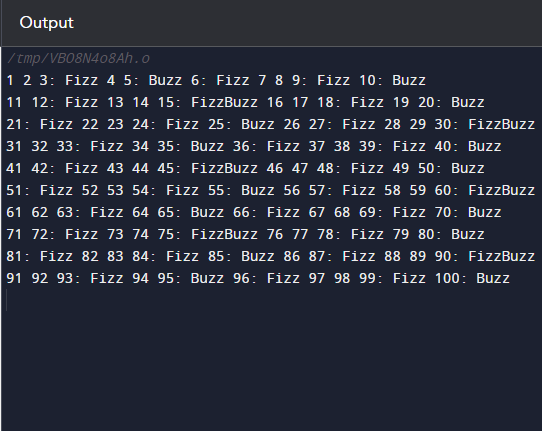 Output
/tmp/VBO8N4o8Ah.o
1 2 3: Fizz 4 5: Buzz 6: Fizz 7 8 9: Fizz 10: Buzz
11 12: Fizz 13 14 15: FizzBuzz 16 17 18: Fizz 19 20: Buzz
21: Fizz 22 23 24: Fizz 25: Buzz 26 27: Fizz 28 29 30: FizzBuzz
31 32 33: Fizz 34 35: Buzz 36: Fizz 37 38 39: Fizz 40: Buzz
41 42: Fizz 43 44 45: FizzBuzz 46 47 48: Fizz 49 50: Buzz
51: Fizz 52 53 54: Fizz 55: Buzz 56 57: Fizz 58 59 60: FizzBuzz
61 62 63: Fizz 64 65: Buzz 66: Fizz 67 68 69: Fizz 70: Buzz
71 72: Fizz 73 74 75: FizzBuzz 76 77 78: Fizz 79 80: Buzz
81: Fizz 82 83 84: Fizz 85: Buzz 86 87: Fizz 88 89 90: FizzBuzz
91 92 93: Fizz 94 95: Buzz 96: Fizz 97 98 99: Fizz 100: Buzz